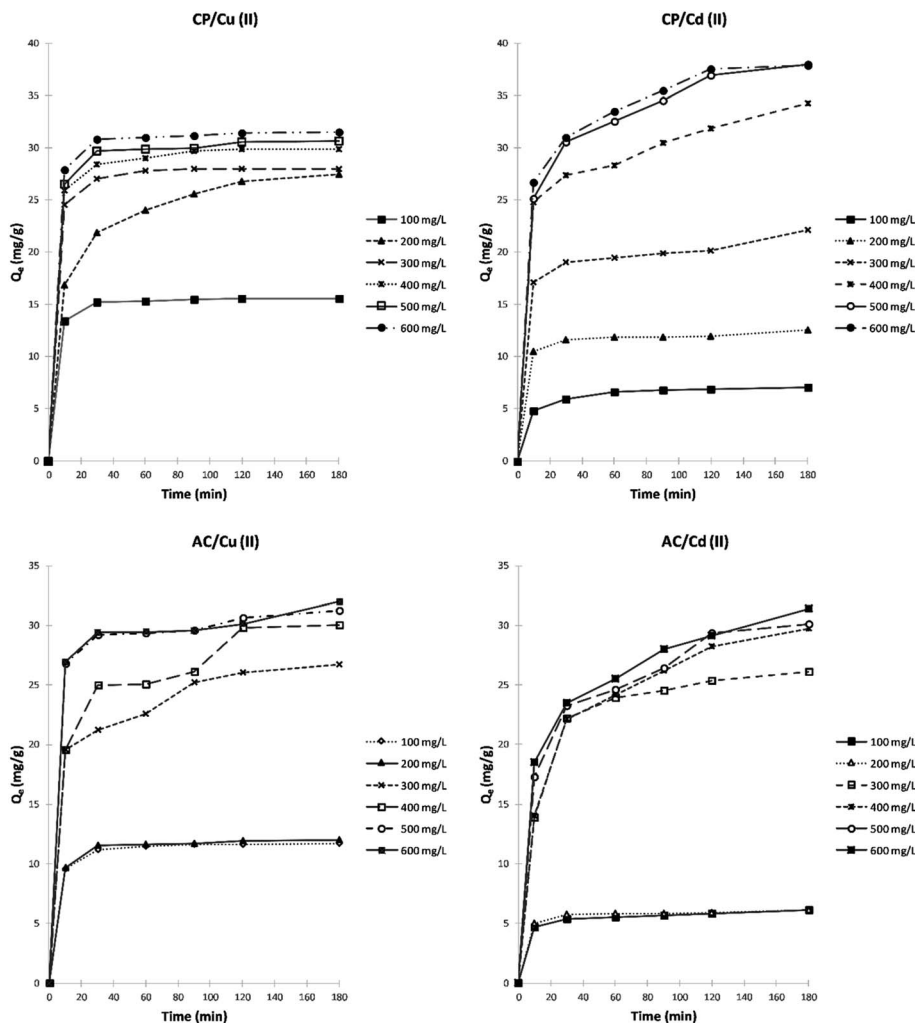 CP/Cu (II)
40
35
30
25
20
15
10
5
0
Qe (mg/g)
0 20 40 60 80 100 120 140 160 180
Time (min)
100 mg/L
200 mg/L
300 mg/L
400 mg/L
500 mg/L
600 mg/L
CP/Cd (II)
40
35
30
25
20
15
10
5
0
Qe (mg/g)
0 20 40 60 80 100 120 140 160 180
Time (min)
100 mg/L
200 mg/L
300 mg/L
400 mg/L
500 mg/L
600 mg/L
AC/Cu (II)
35
30
25
20
15
10
5
0
Qe (mg/g)
0 20 40 60 80 100 120 140 160 180
Time (min)
100 mg/L
200 mg/L
300 mg/L
400 mg/L
500 mg/L
600 mg/L
AC/Cd (II)
35
30
25
20
15
10
5
0
Qe (mg/g)
0 20 40 60 80 100 120 140 160 180
Time (min)
100 mg/L
200 mg/L
300 mg/L
400 mg/L
500 mg/L
600 mg/L